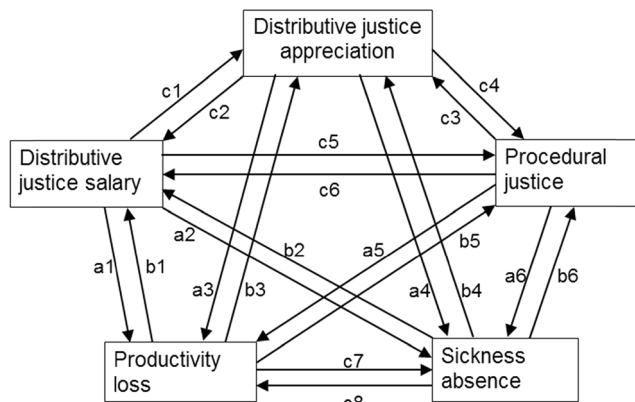 Distributive justice
appreciation
c1
c2
c4
c3
Distributive
justice salary
c5
c6
Procedural
justice
a1
b1
a2
a3
b3
b2
a5
b5
a4
b4
a6
b6
Productivity
loss
c7
c8
Sickness
absence